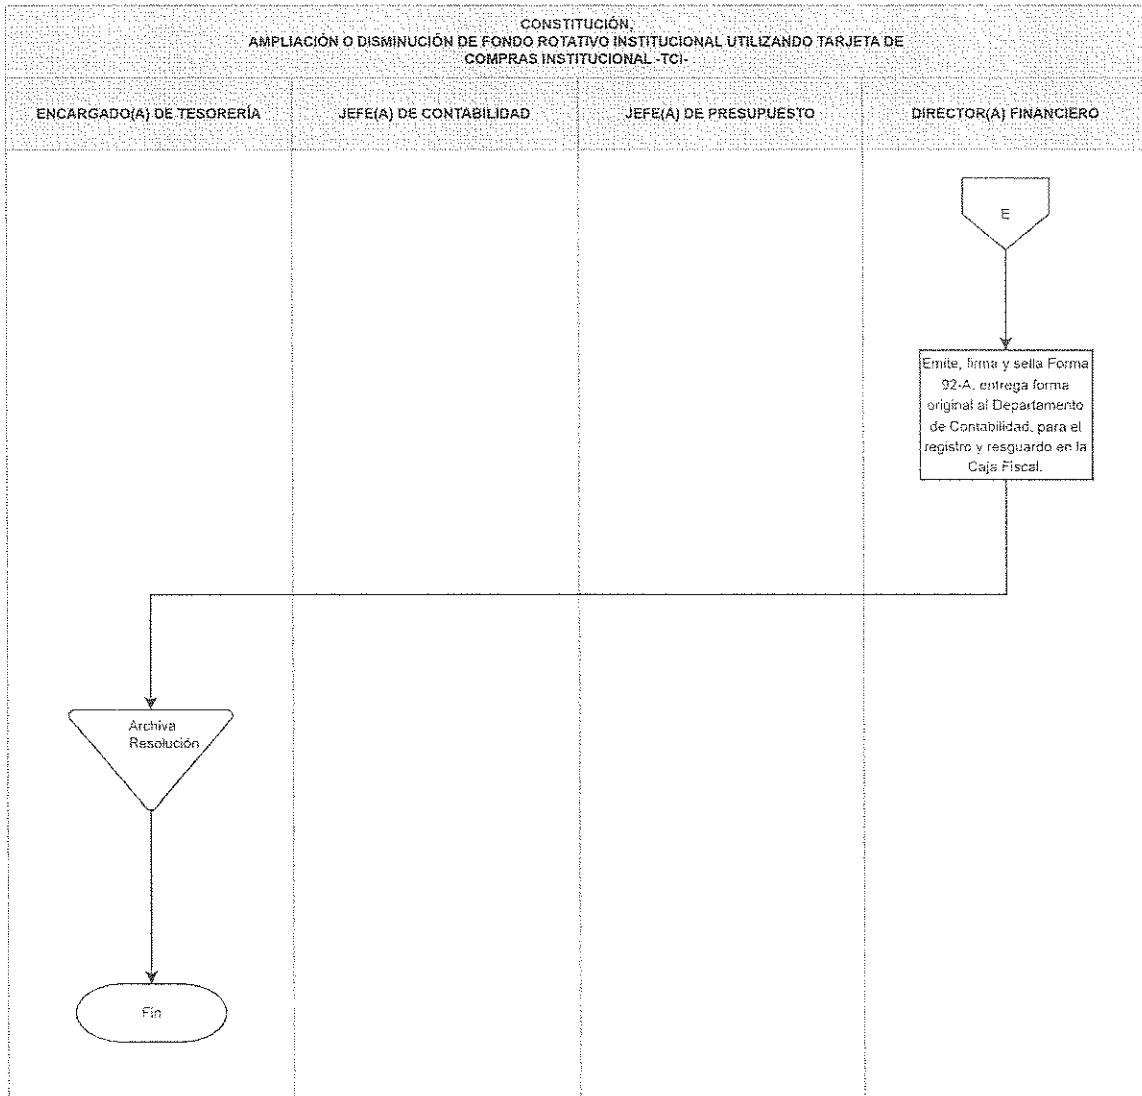 CONSTITUCIÓN,
AMPLIACIÓN O DISMINUCIÓN DE FONDO ROTATIVO INSTITUCIONAL UTILIZANDO TARJETA DE
COMPRAS INSTITUCIONAL -TCI-
ENCARGADO(A) DE TESORERÍA
JEFE(A) DE CONTABILIDAD
JEFE(A) DE PRESUPUESTO
DIRECTOR(A) FINANCIERO
E
Emite, firma y sella Forma
92-A, entrega forma
original al Departamento
de Contabilidad, para el
registro y resguardo en la
Caja Fiscal.
Archiva
Resolución
Fin